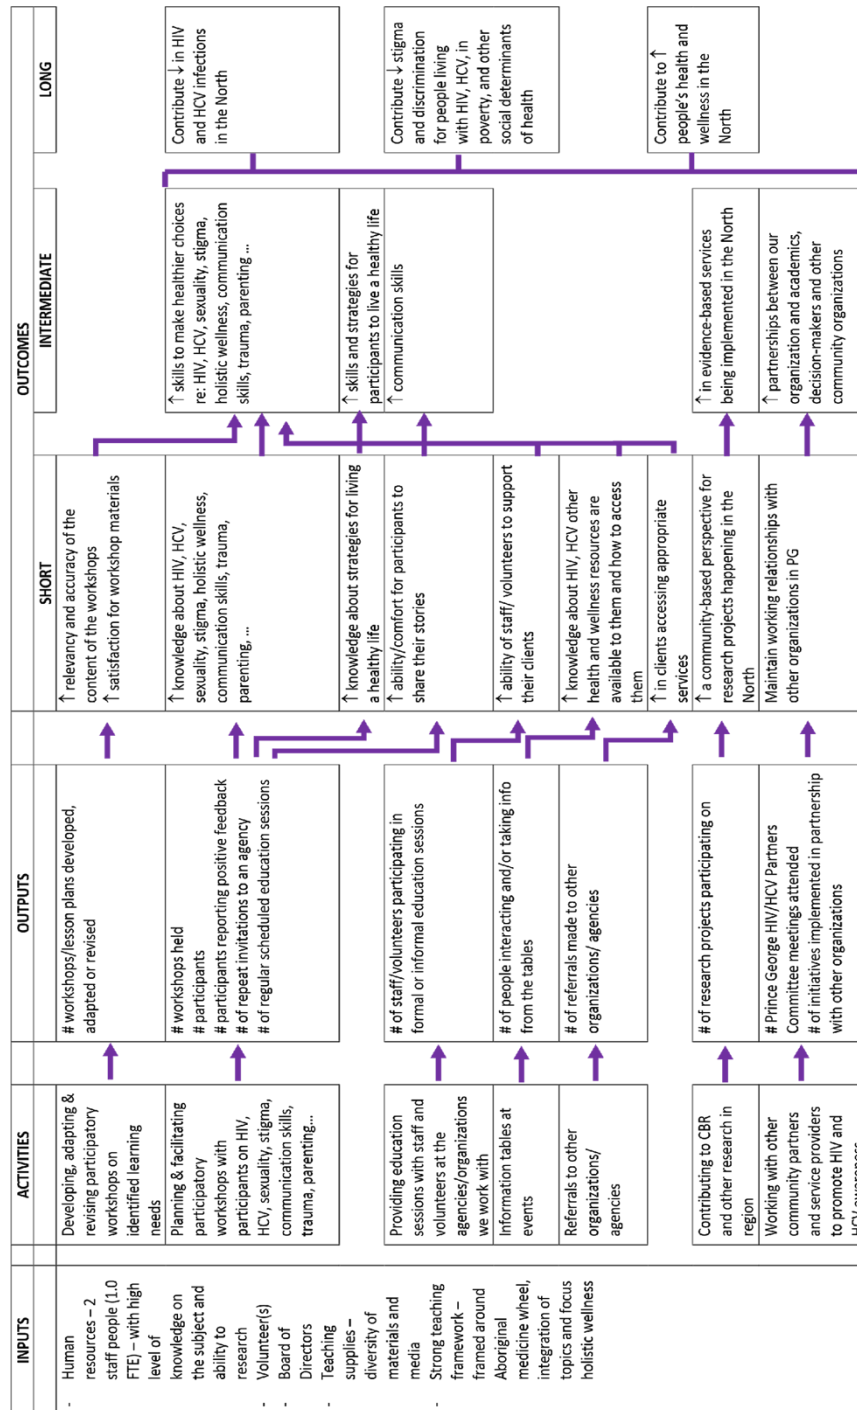 INPUTS
- Human
resources – 2
staff people (1.0
FTE) – with high
level of
knowledge on
the subject and
ability to
research
- Volunteer(s)
- Board of
Directors
- Teaching
supplies –
diversity of
materials and
media
- Strong teaching
framework –
framed around
Aboriginal
medicine wheel,
integration of
topics and focus
holistic wellness
ACTIVITIES
Developing, adapting &
revising participatory
workshops on
identified learning
needs
Planning & facilitating
participatory
workshops with
participants on HIV,
HCV, sexuality, stigma,
communication skills,
trauma, parenting...
Providing education
sessions with staff and
volunteers at the
agencies/organizations
we work with
Information tables at
events
Referrals to other
organizations/
agencies
Contributing to CBR
and other research in
region
Working with other
community partners
and service providers
to promote HIV and
HCV awareness
OUTPUTS
# workshops/lesson plans developed,
adapted or revised
# workshops held
# participants
# participants reporting positive feedback
# of repeat invitations to an agency
# of regular scheduled education sessions
# of staff/volunteers participating in
formal or informal education sessions
# of people interacting and/or taking info
from the tables
# of referrals made to other
organizations/ agencies
# of research projects participating on
# Prince George HIV/HCV Partners
Committee meetings attended
# of initiatives implemented in partnership
with other organizations
OUTCOMES
SHORT
↑ relevancy and accuracy of the
content of the workshops
↑ satisfaction for workshop materials
↑ knowledge about HIV, HCV,
sexuality, stigma, holistic wellness,
communication skills, trauma,
parenting, ...
↑ knowledge about strategies for living
a healthy life
↑ ability/comfort for participants to
share their stories
↑ ability of staff/ volunteers to support
their clients
↑ knowledge about HIV, HCV other
health and wellness resources are
available to them and how to access
them
↑ in clients accessing appropriate
services
↑ a community-based perspective for
research projects happening in the
North
Maintain working relationships with
other organizations in PG
INTERMEDIATE
↑ skills to make healthier choices
re: HIV, HCV, sexuality, stigma,
holistic wellness, communication
skills, trauma, parenting ...
↑ skills and strategies for
participants to live a healthy life
↑ communication skills
↑ in evidence-based services
being implemented in the North
↑ partnerships between our
organization and academics,
decision-makers and other
community organizations
LONG
Contribute ↓ in HIV
and HCV infections
in the North
Contribute ↓ stigma
and discrimination
for people living
with HIV, HCV, in
poverty, and other
social determinants
of health
Contribute to ↑
people's health and
wellness in the
North